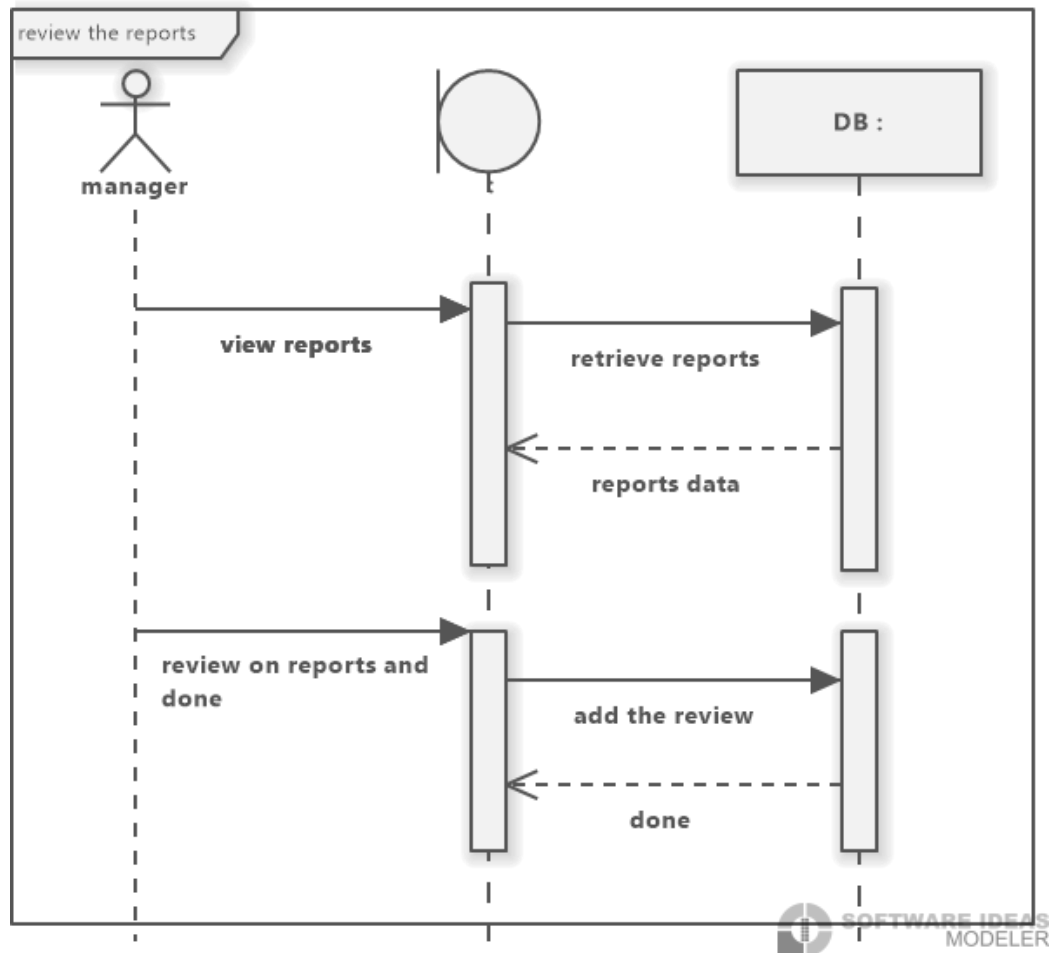 review the reports
manager
:
DB :
view reports
retrieve reports
reports data
review on reports and
done
add the review
done
SOFTWARE IDEAS
MODELER